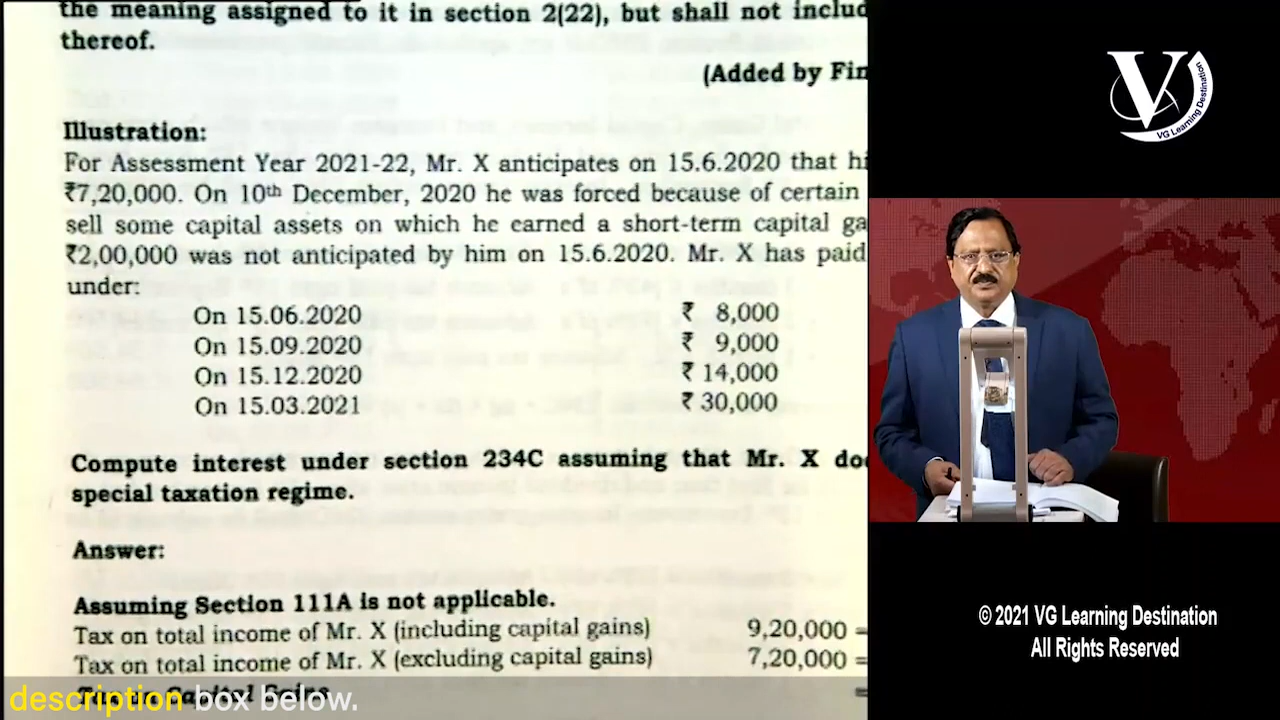 the meaning assigned to it in section 2(22), but shall not includ
thereof.
(Added by Fin
Illustration:
For Assessment Year 2021-22, Mr. X anticipates on 15.6.2020 that hi
₹7,20,000. On 10th December, 2020 he was forced because of certain
sell some capital assets on which he earned a short-term capital ga
₹2,00,000 was not anticipated by him on 15.6.2020. Mr. X has paid
under:
On 15.06.2020 ₹ 8,000
On 15.09.2020 ₹ 9,000
On 15.12.2020 ₹ 14,000
On 15.03.2021 ₹ 30,000
Compute interest under section 234C assuming that Mr. X doe
special taxation regime.
Answer:
Assuming Section 111A is not applicable.
Tax on total income of Mr. X (including capital gains) 9,20,000 =
Tax on total income of Mr. X (excluding capital gains) 7,20,000 =
Tax on Capital Gains =
description box below.
V
VG Learning Destination
© 2021 VG Learning Destination
All Rights Reserved